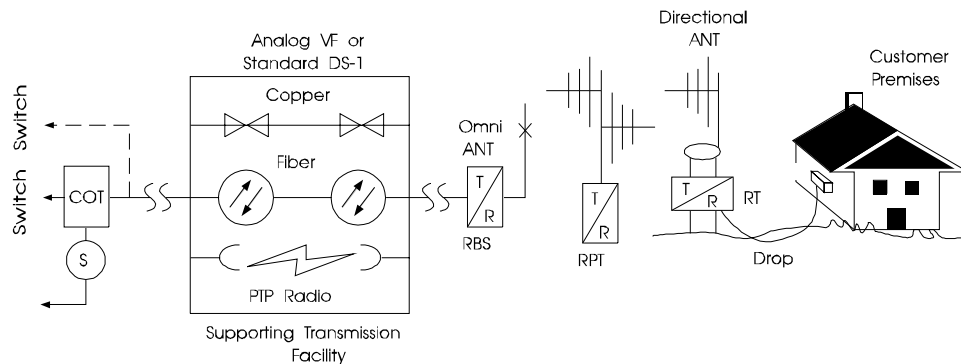 Switch
Switch
COT
S
Analog VF or
Standard DS-1
Copper
Fiber
PTP Radio
Supporting Transmission
Facility
Omni
ANT
T
R
RBS
T
R
RPT
Directional
ANT
T
R
RT
Drop
Customer
Premises